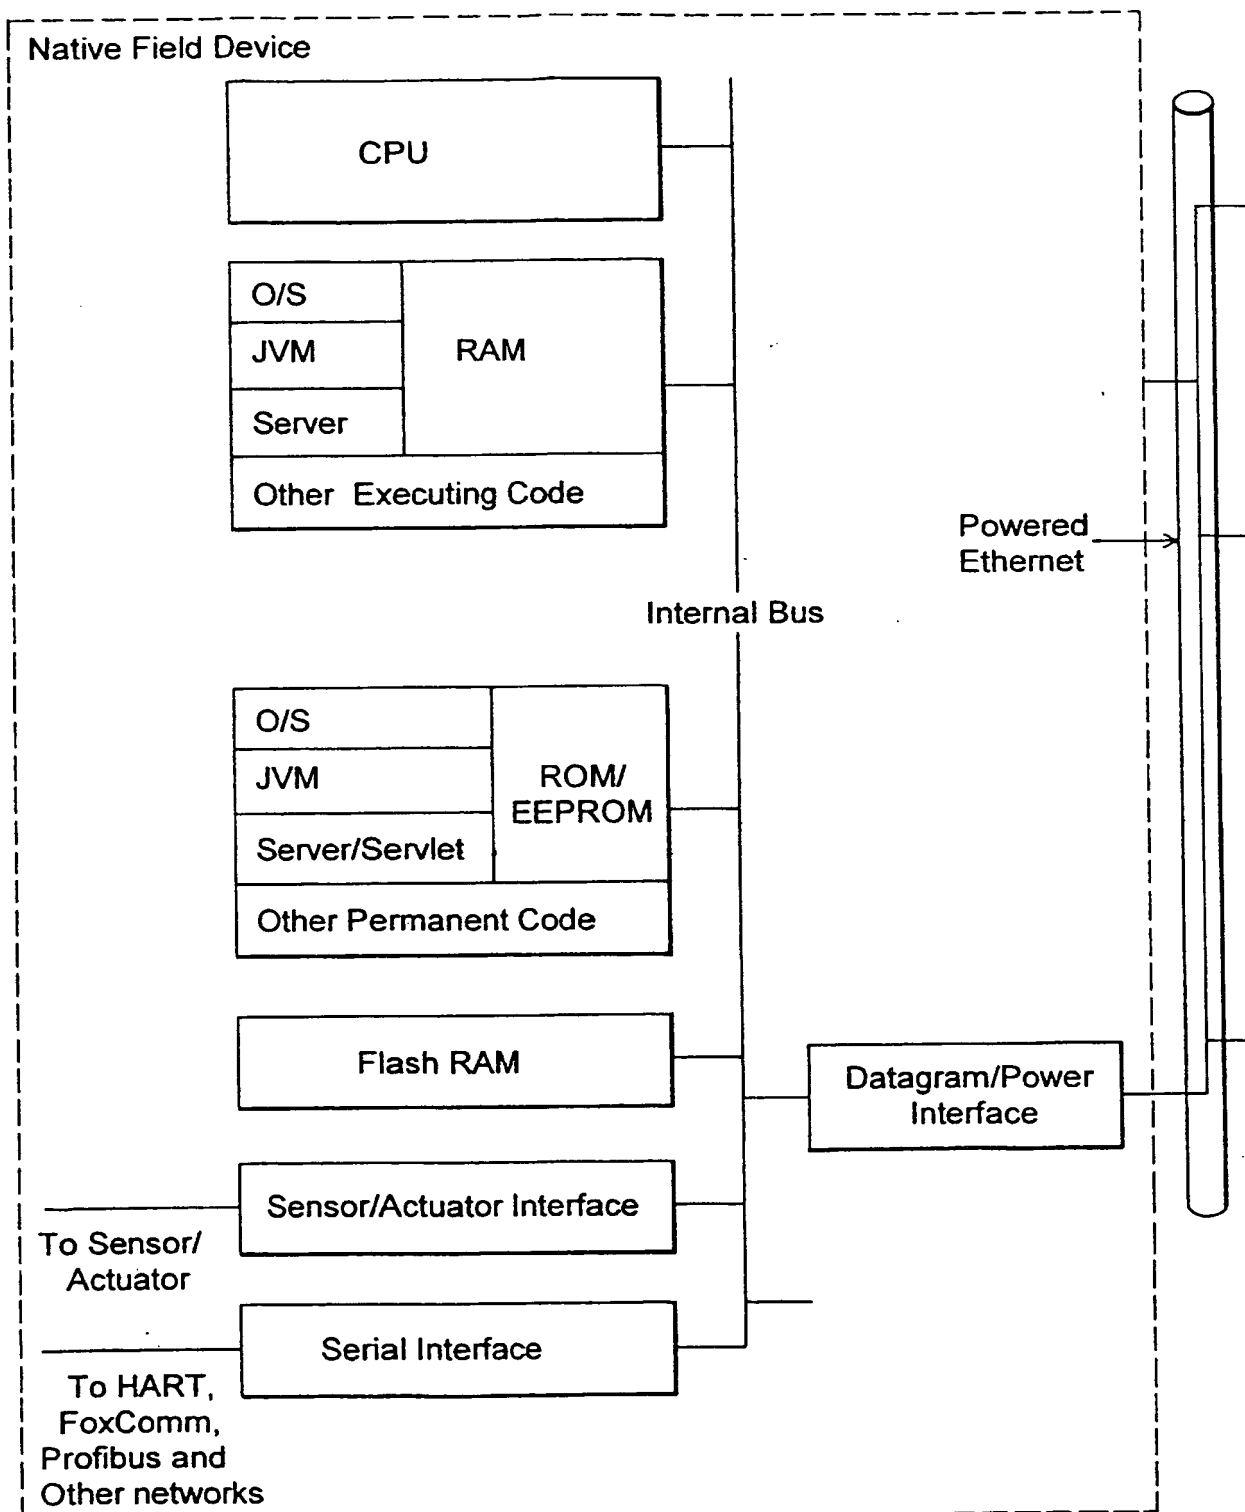 Native Field Device
CPU
O/S
JVM
RAM
Server
Other Executing Code
Powered
Ethernet
Internal Bus
O/S
JVM
ROM/
EEPROM
Server/Servlet
Other Permanent Code
Flash RAM
Datagram/Power
Interface
Sensor/Actuator Interface
To Sensor/
Actuator
Serial Interface
To HART,
FoxComm,
Profibus and
Other networks